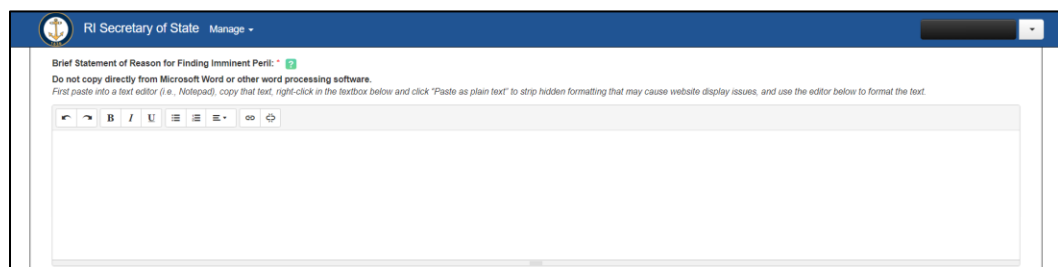 RI Secretary of State Manage
Brief Statement of Reason for Finding Imminent Peril: * ?
Do not copy directly from Microsoft Word or other word processing software.
First paste into a text editor (i.e., Notepad), copy that text, right-click in the textbox below and click "Paste as plain text" to strip hidden formatting that may cause website display issues, and use the editor below to format the text.
B I U